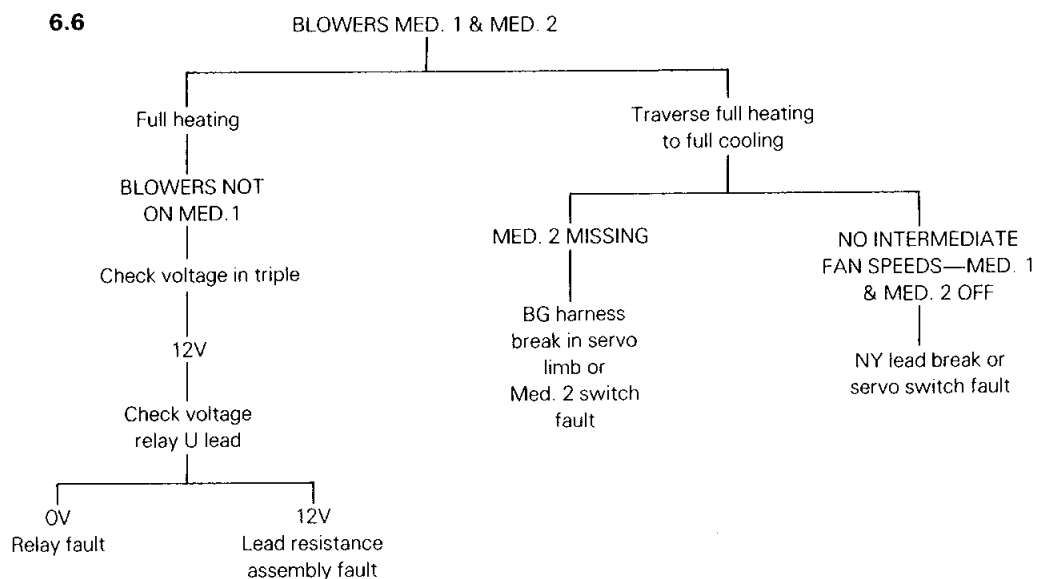 6.6
BLOWERS MED. 1 & MED. 2
Full heating
BLOWERS NOT
ON MED.1
Check voltage in triple
12V
Check voltage
relay U lead
0V
Relay fault
12V
Lead resistance
assembly fault
Traverse full heating
to full cooling
MED. 2 MISSING
BG harness
break in servo
limb or
Med. 2 switch
fault
NO INTERMEDIATE
FAN SPEEDS—MED. 1
& MED. 2 OFF
NY lead break or
servo switch fault